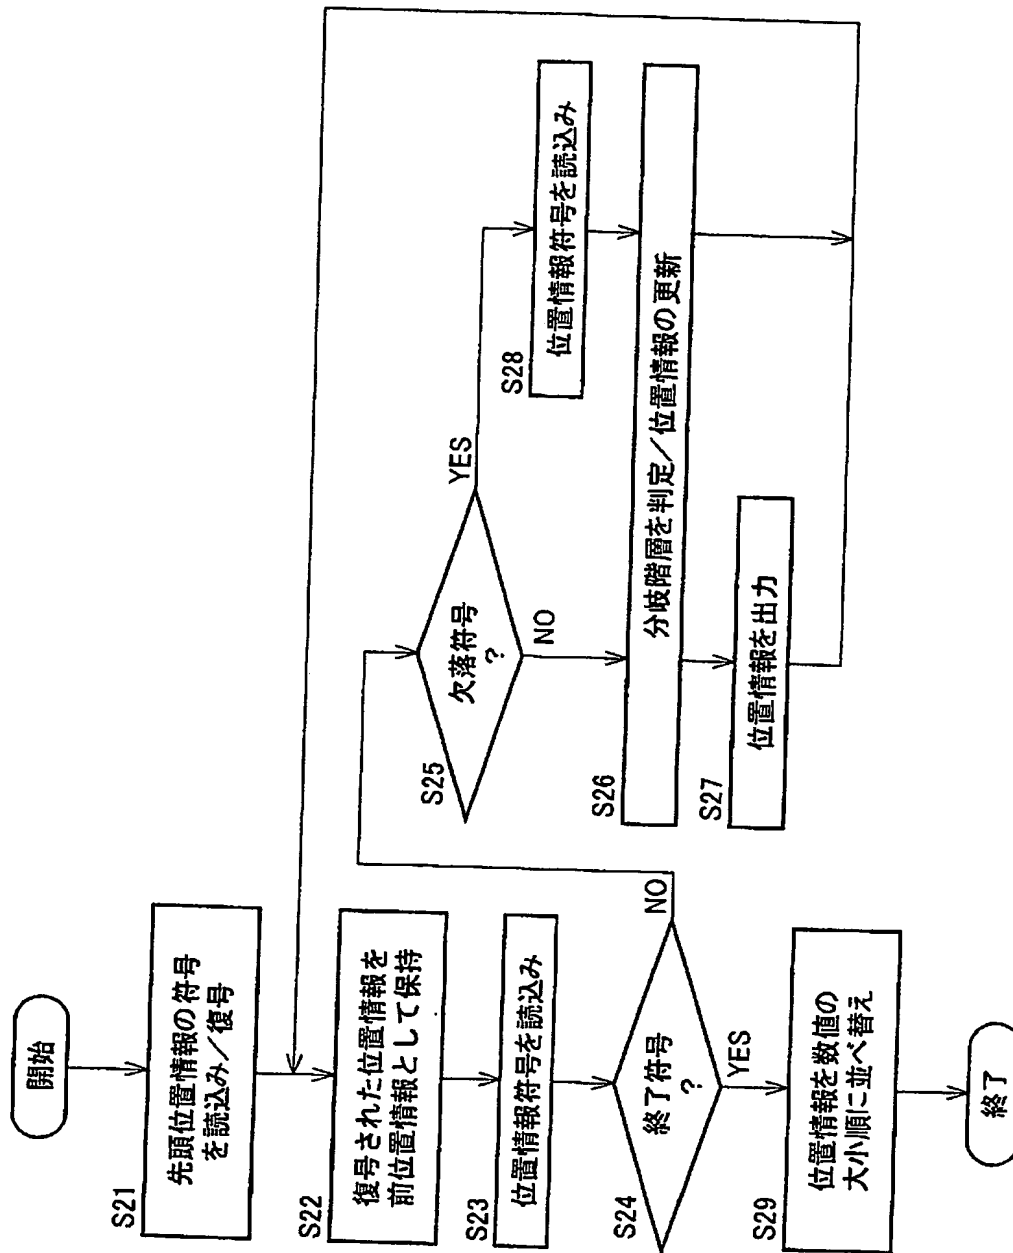 開始
S21
先頭位置情報の符号
を読込み／復号
S22
復号された位置情報を
前位置情報として保持
S23
位置情報符号を読込み
S24
終了符号
?
NO
YES
S25
欠落符号
?
YES
NO
S28
位置情報符号を読込み
S26
分岐階層を判定／位置情報の更新
S27
位置情報を出力
S29
位置情報を数値の
大小順に並べ替え
終了